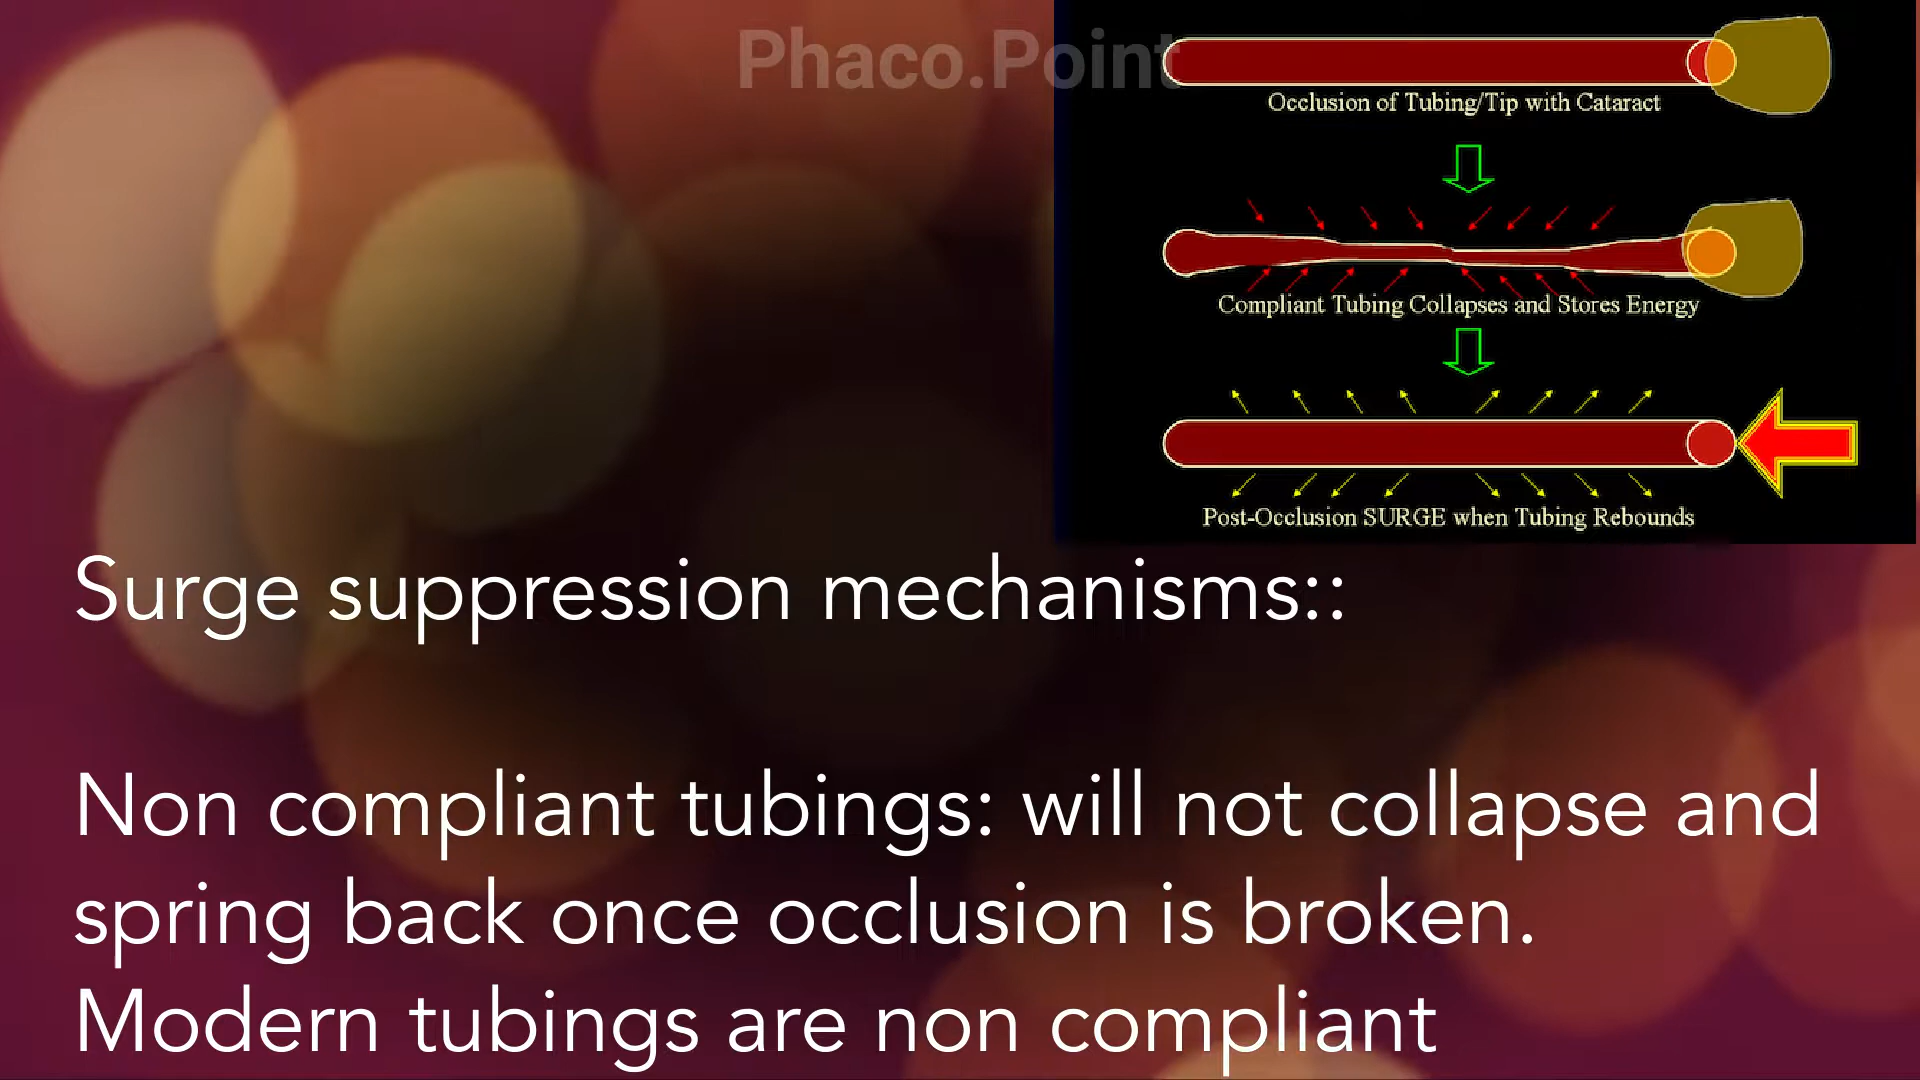 Phaco.Point
Occlusion of Tubing/Tip with Cataract
Compliant Tubing Collapses and Stores Energy
Post-Occlusion SURGE when Tubing Rebounds
Surge suppression mechanisms::
Non compliant tubings: will not collapse and
spring back once occlusion is broken.
Modern tubings are non compliant